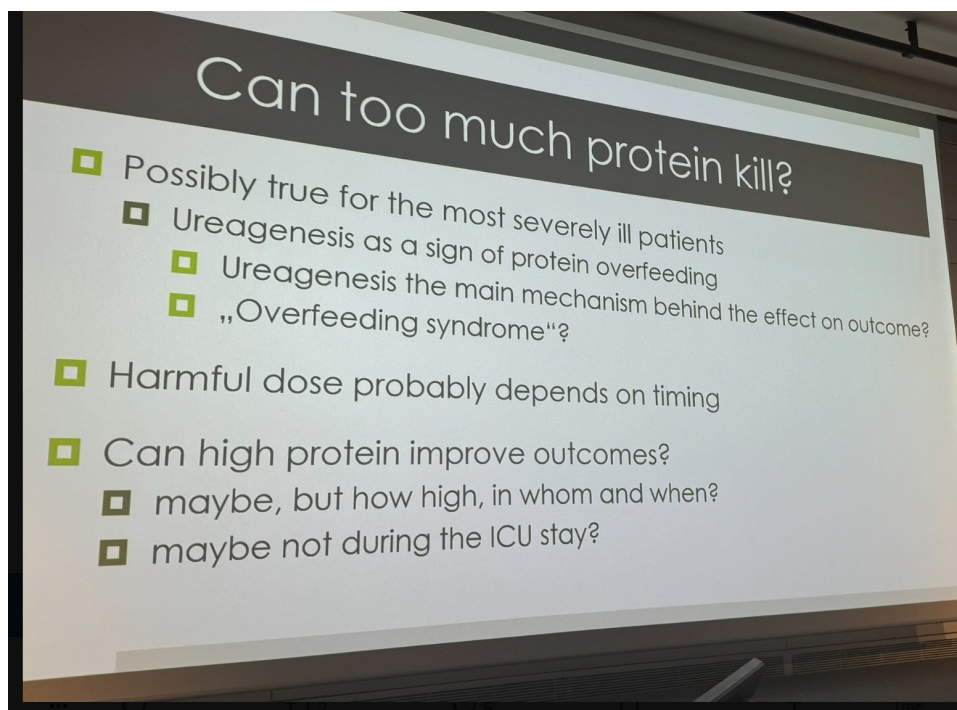 Can too much protein kill?
Possibly true for the most severely ill patients
Ureagenesis as a sign of protein overfeeding
Ureagenesis the main mechanism behind the effect on outcome?
„Overfeeding syndrome“?
Harmful dose probably depends on timing
Can high protein improve outcomes?
maybe, but how high, in whom and when?
maybe not during the ICU stay?